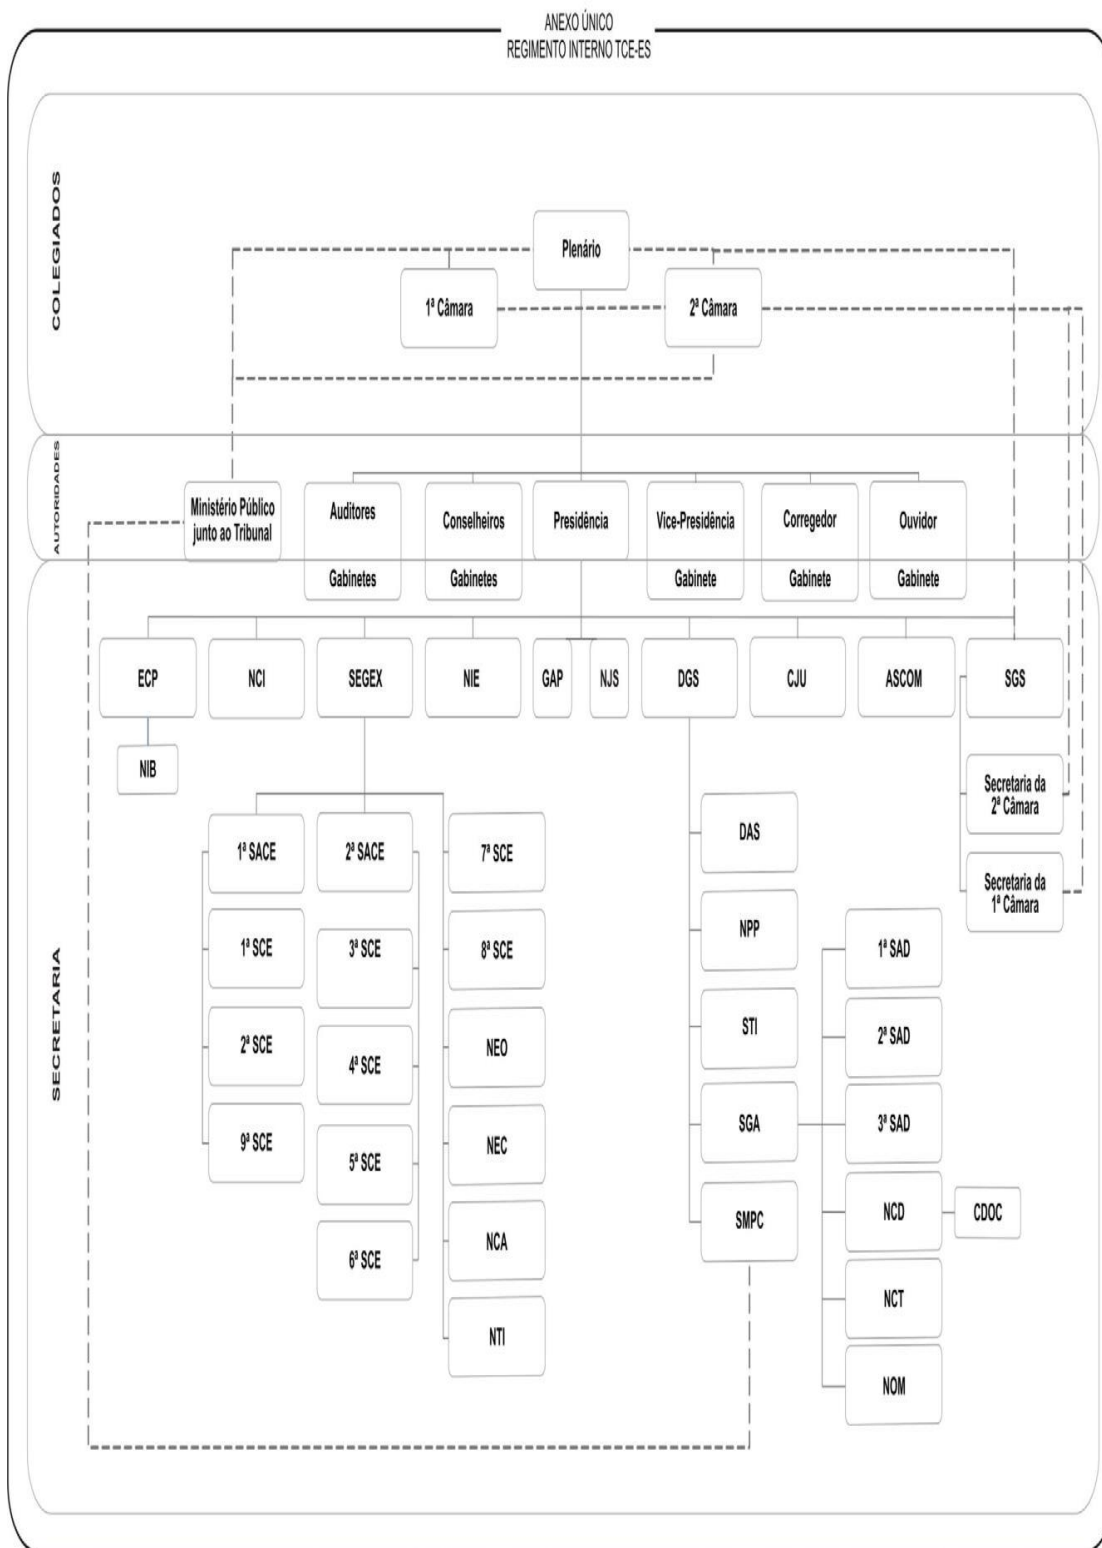 ANEXO ÚNICO
REGIMENTO INTERNO TCE-ES
COLEGIADOS
Plenário
1ª Câmara
2ª Câmara
AUTORIDADES
Ministério Público
junto ao Tribunal
Auditores
Gabinetes
Conselheiros
Gabinetes
Presidência
Vice-Presidência
Gabinete
Corregedor
Gabinete
Ouvidor
Gabinete
SECRETARIA
ECP
NCI
SEGEX
NIE
GAP
NJS
DGS
CJU
ASCOM
SGS
NIB
Secretaria da
2ª Câmara
Secretaria da
1ª Câmara
1ª SACE
1ª SCE
2ª SCE
9ª SCE
2ª SACE
3ª SCE
4ª SCE
5ª SCE
6ª SCE
7ª SCE
8ª SCE
NEO
NEC
NCA
NTI
DAS
NPP
STI
SGA
SMPC
1ª SAD
2ª SAD
3ª SAD
NCD
CDOC
NCT
NOM